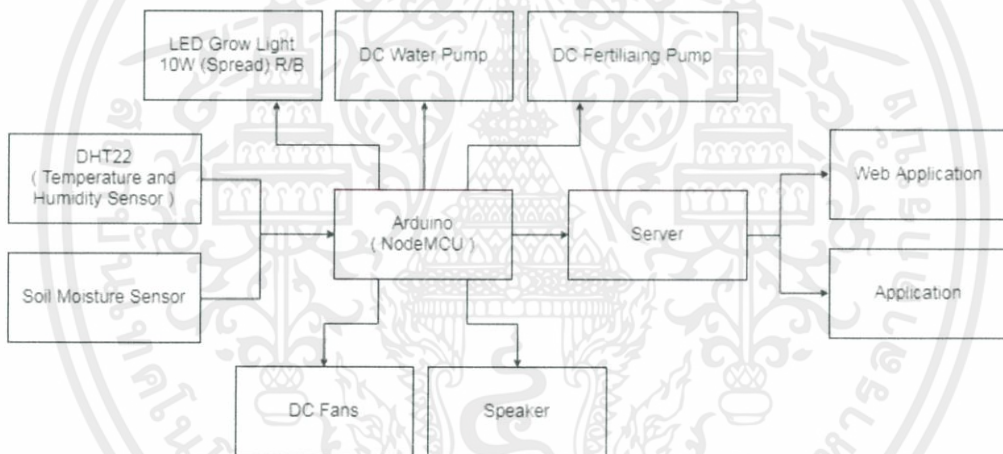 LED Grow Light
10W (Spread) R/B
DC Water Pump
DC Fertiliaing Pump
DHT22
( Temperature and
Humidity Sensor )
Web Application
Arduino
( NodeMCU )
Server
Soil Moisture Sensor
Application
DC Fans
Speaker